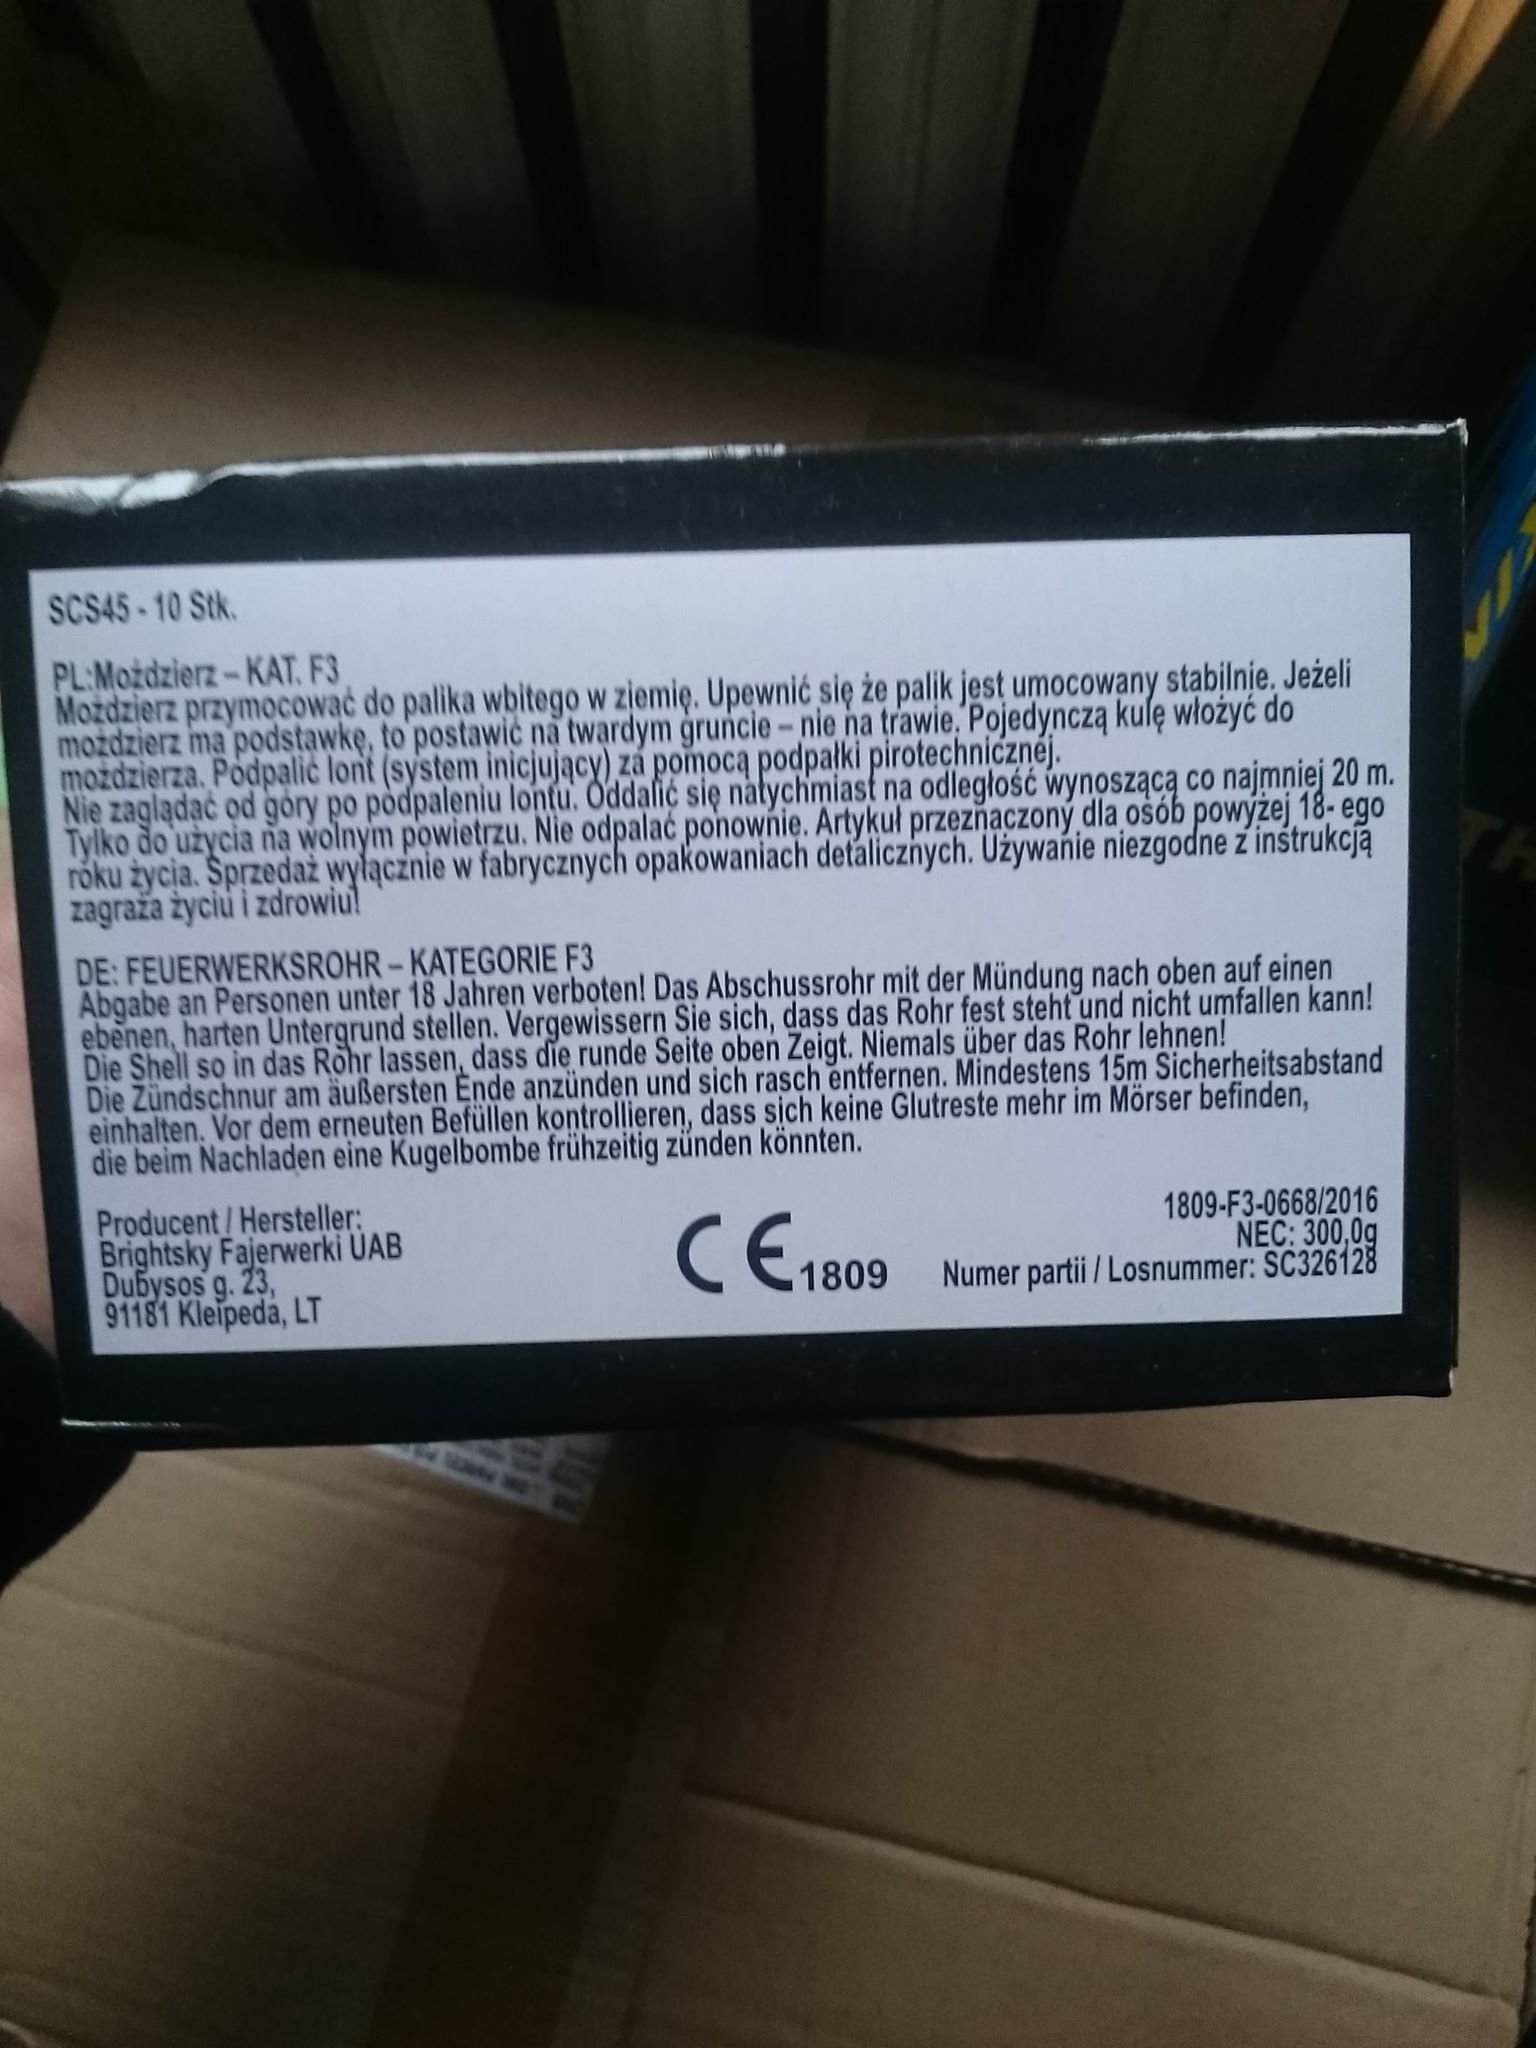 SCS45 - 10 Stk.
PL:Moździerz – KAT. F3
Moździerz przymocować do palika wbitego w ziemię. Upewnić się że palik jest umocowany stabilnie. Jeżeli
moździerz ma podstawkę, to postawić na twardym gruncie – nie na trawie. Pojedynczą kulę włożyć do
moździerza. Podpalić lont (system inicjujący) za pomocą podpałki pirotechnicznej.
Nie zaglądać od góry po podpaleniu lontu. Oddalić się natychmiast na odległość wynoszącą co najmniej 20 m.
Tylko do użycia na wolnym powietrzu. Nie odpalać ponownie. Artykuł przeznaczony dla osób powyżej 18- ego
roku życia. Sprzedaż wyłącznie w fabrycznych opakowaniach detalicznych. Używanie niezgodne z instrukcją
zagraża życiu i zdrowiu!
DE: FEUERWERKSROHR – KATEGORIE F3
Abgabe an Personen unter 18 Jahren verboten! Das Abschussrohr mit der Mündung nach oben auf einen
ebenen, harten Untergrund stellen. Vergewissern Sie sich, dass das Rohr fest steht und nicht umfallen kann!
Die Shell so in das Rohr lassen, dass die runde Seite oben Zeigt. Niemals über das Rohr lehnen!
Die Zündschnur am äußersten Ende anzünden und sich rasch entfernen. Mindestens 15m Sicherheitsabstand
einhalten. Vor dem erneuten Befüllen kontrollieren, dass sich keine Glutreste mehr im Mörser befinden,
die beim Nachladen eine Kugelbombe frühzeitig zünden könnten.
Producent / Hersteller:
Brightsky Fajerwerki UAB
Dubysos g. 23,
91181 Kleipeda, LT
CE 1809
1809-F3-0668/2016
NEC: 300,0g
Numer partii / Losnummer: SC326128